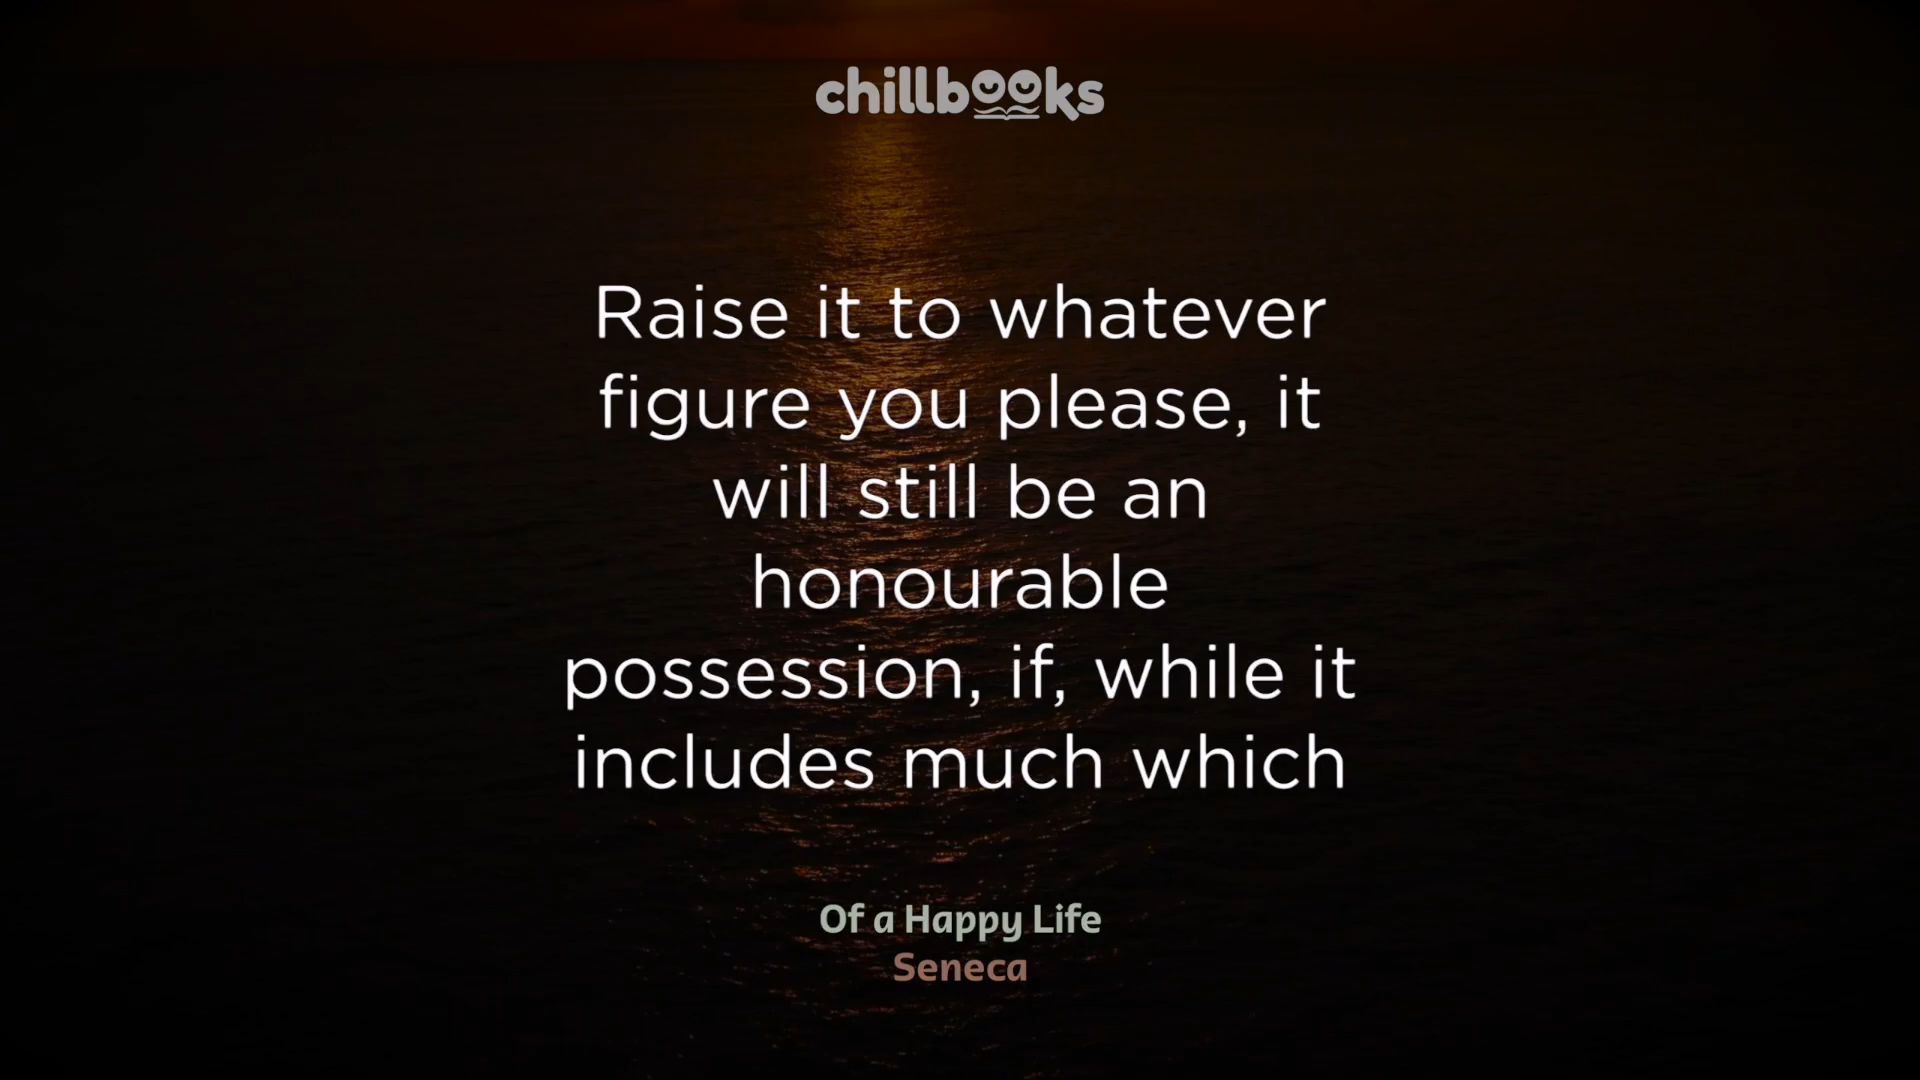 chillbooks
Raise it to whatever
figure you please, it
will still be an
honourable
possession, if, while it
includes much which
Of a Happy Life
Seneca